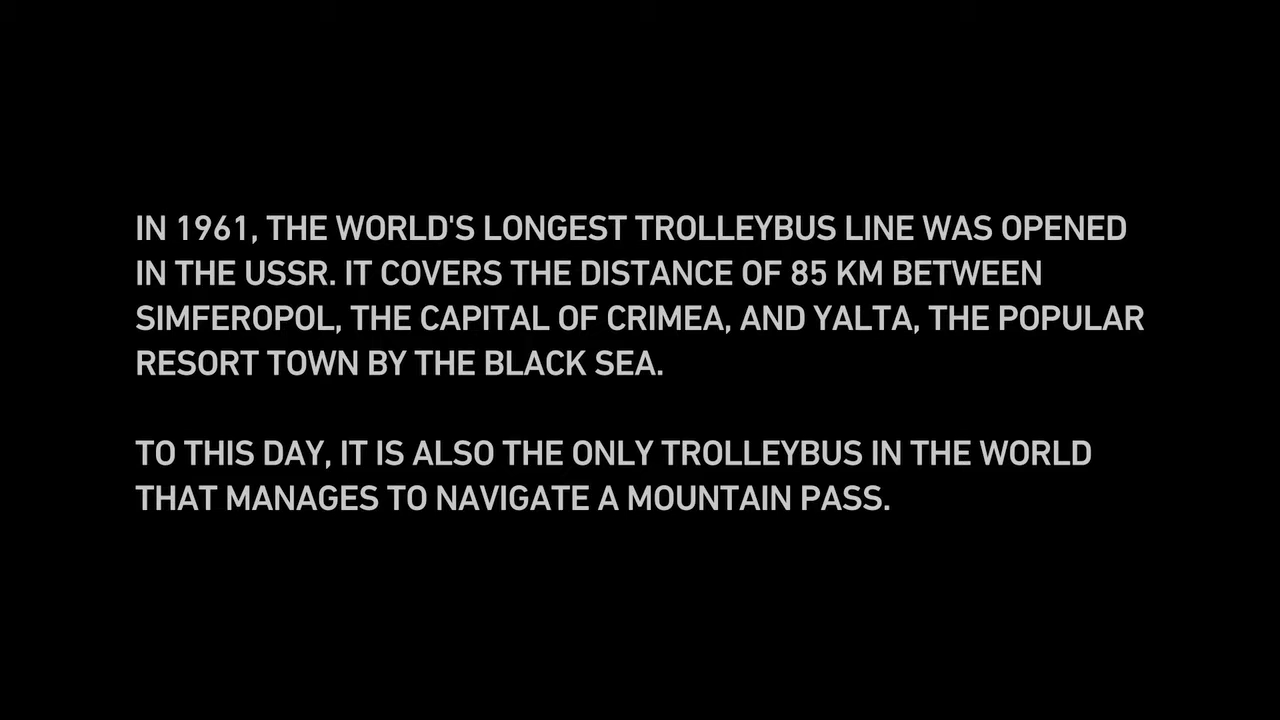 IN 1961, THE WORLD'S LONGEST TROLLEYBUS LINE WAS OPENED
IN THE USSR. IT COVERS THE DISTANCE OF 85 KM BETWEEN
SIMFEROPOL, THE CAPITAL OF CRIMEA, AND YALTA, THE POPULAR
RESORT TOWN BY THE BLACK SEA.
TO THIS DAY, IT IS ALSO THE ONLY TROLLEYBUS IN THE WORLD
THAT MANAGES TO NAVIGATE A MOUNTAIN PASS.